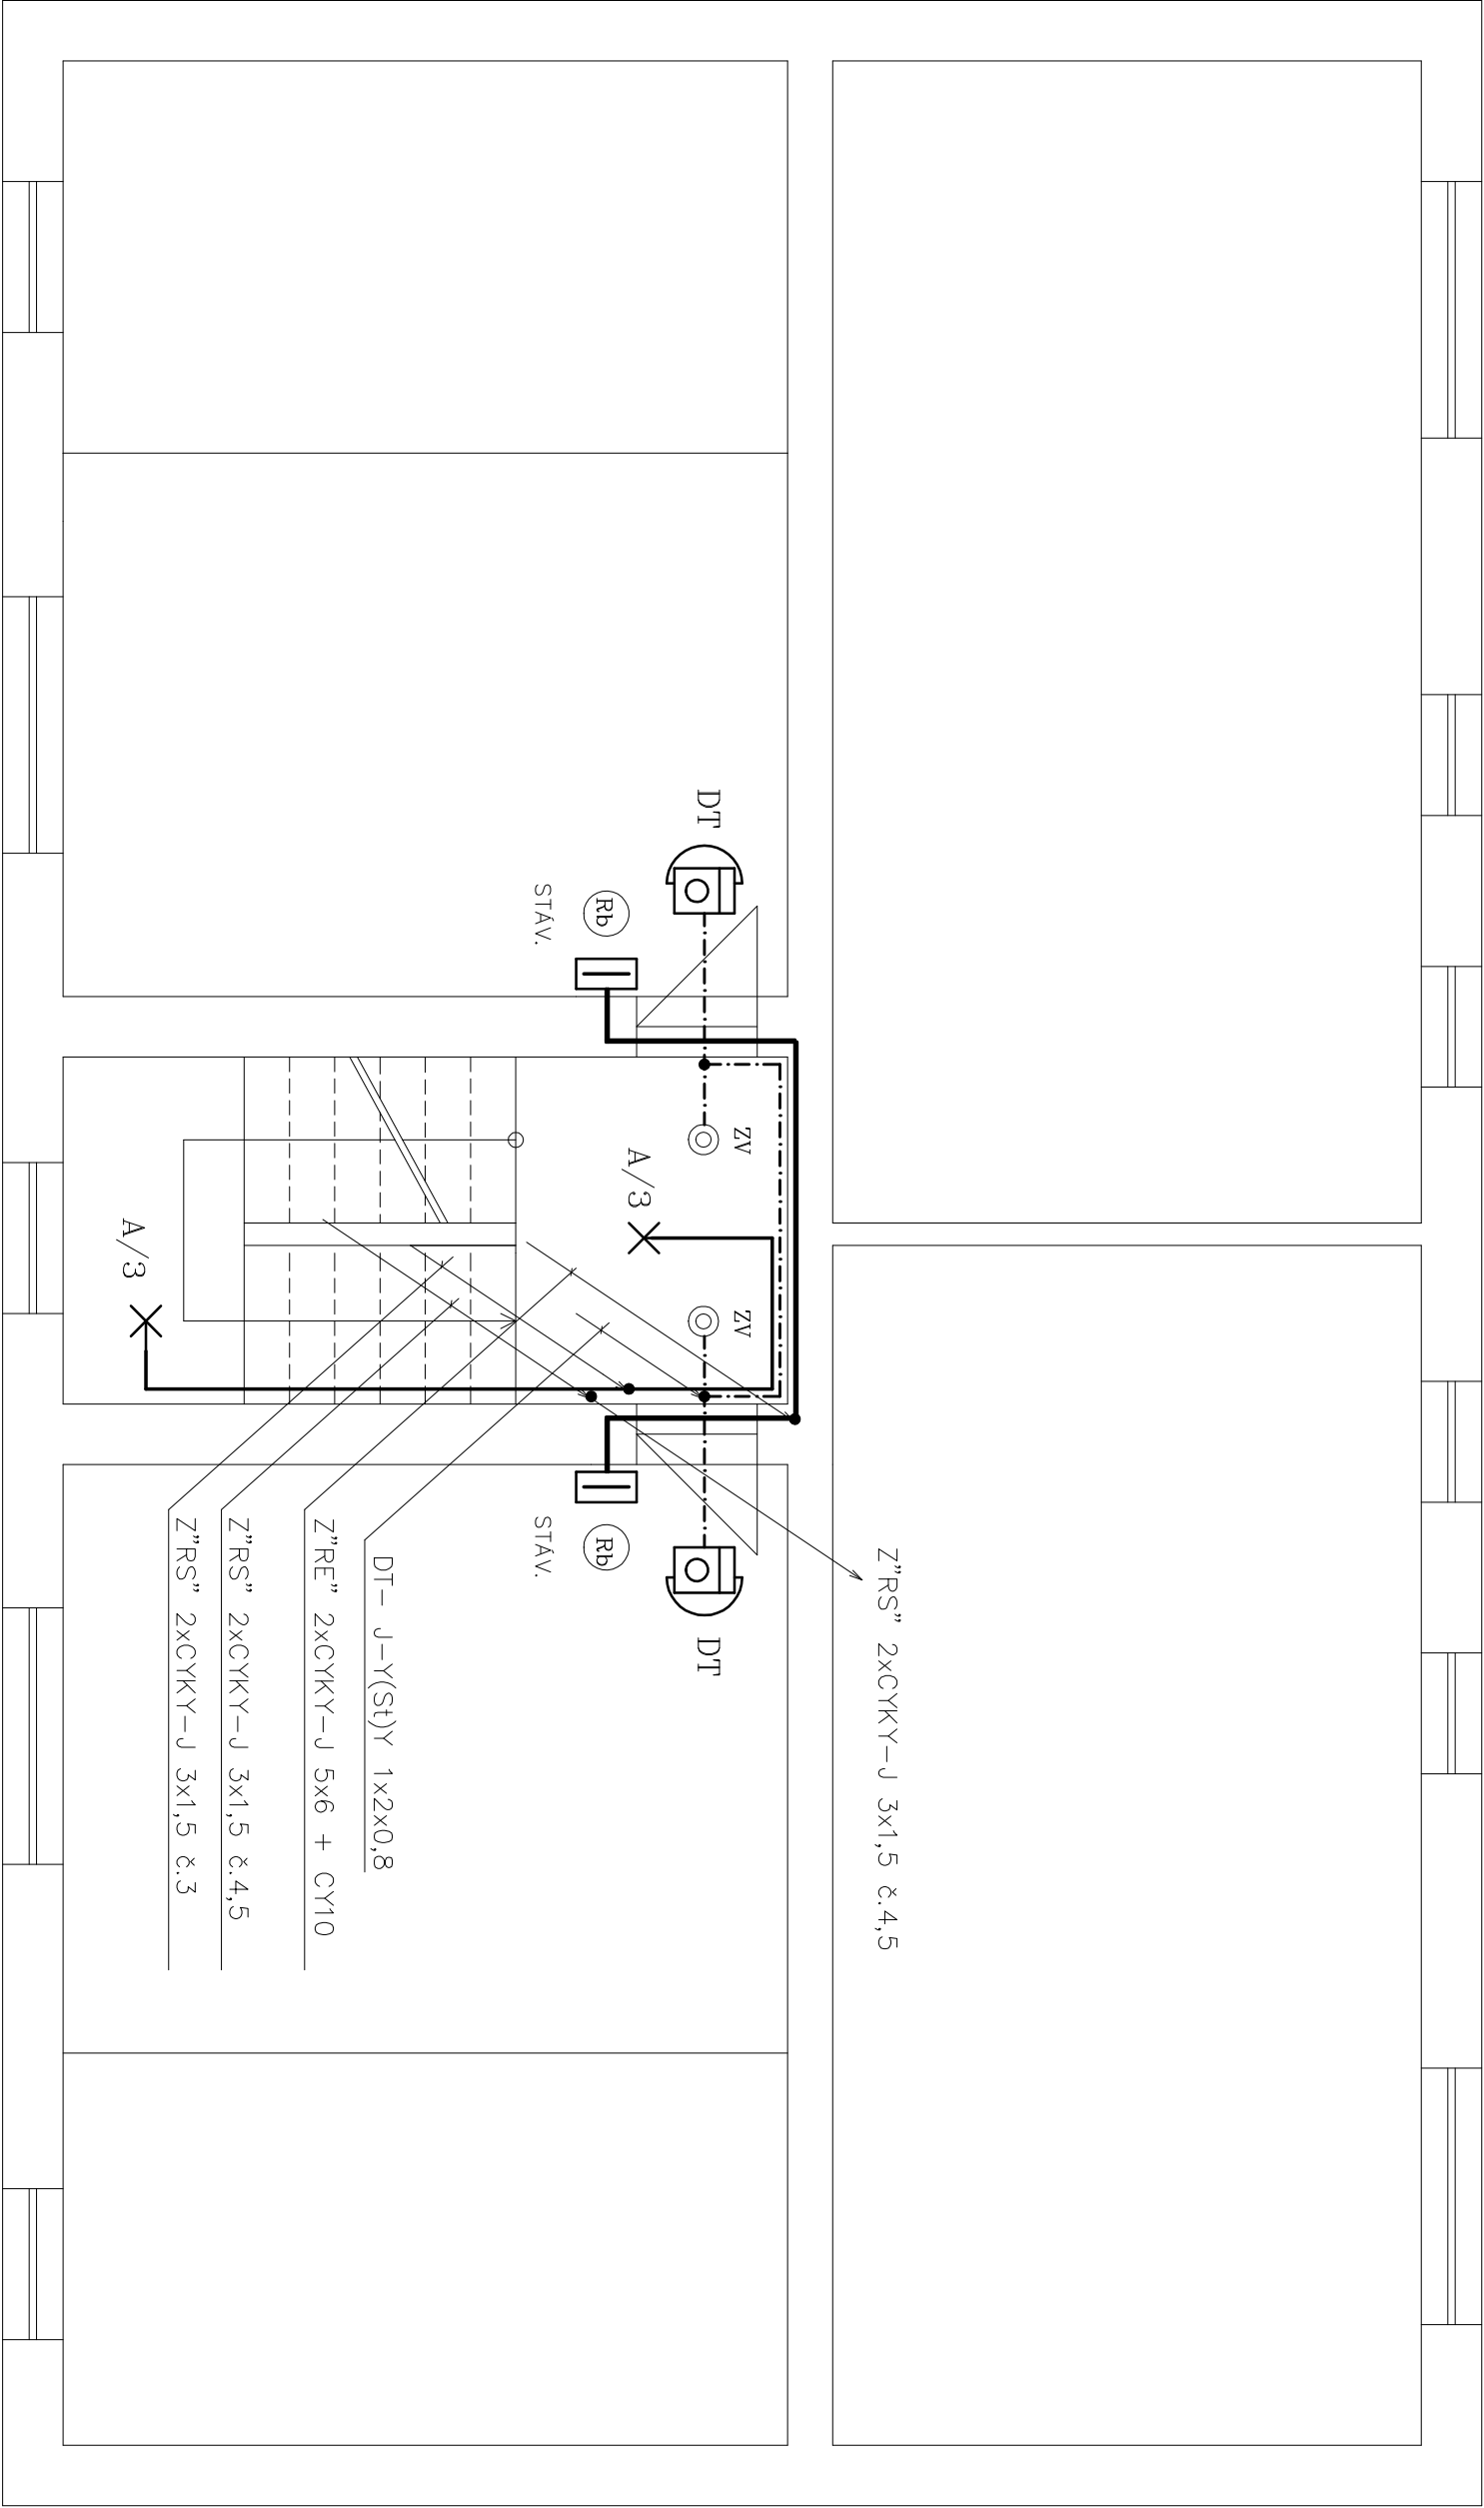 Z”RS” 2xCYKY-J 3x1,5 č.4,5
ZV
ZV
DT
DT
A/3
Rb
Rb
STÁV.
STÁV.
DT- J-Y(St)Y 1x2x0,8
Z”RE” 2xCYKY-J 5x6 + CY10
Z”RS” 2xCYKY-J 3x1,5 č.4,5
Z”RS” 2xCYKY-J 3x1,5 č.3
A/3